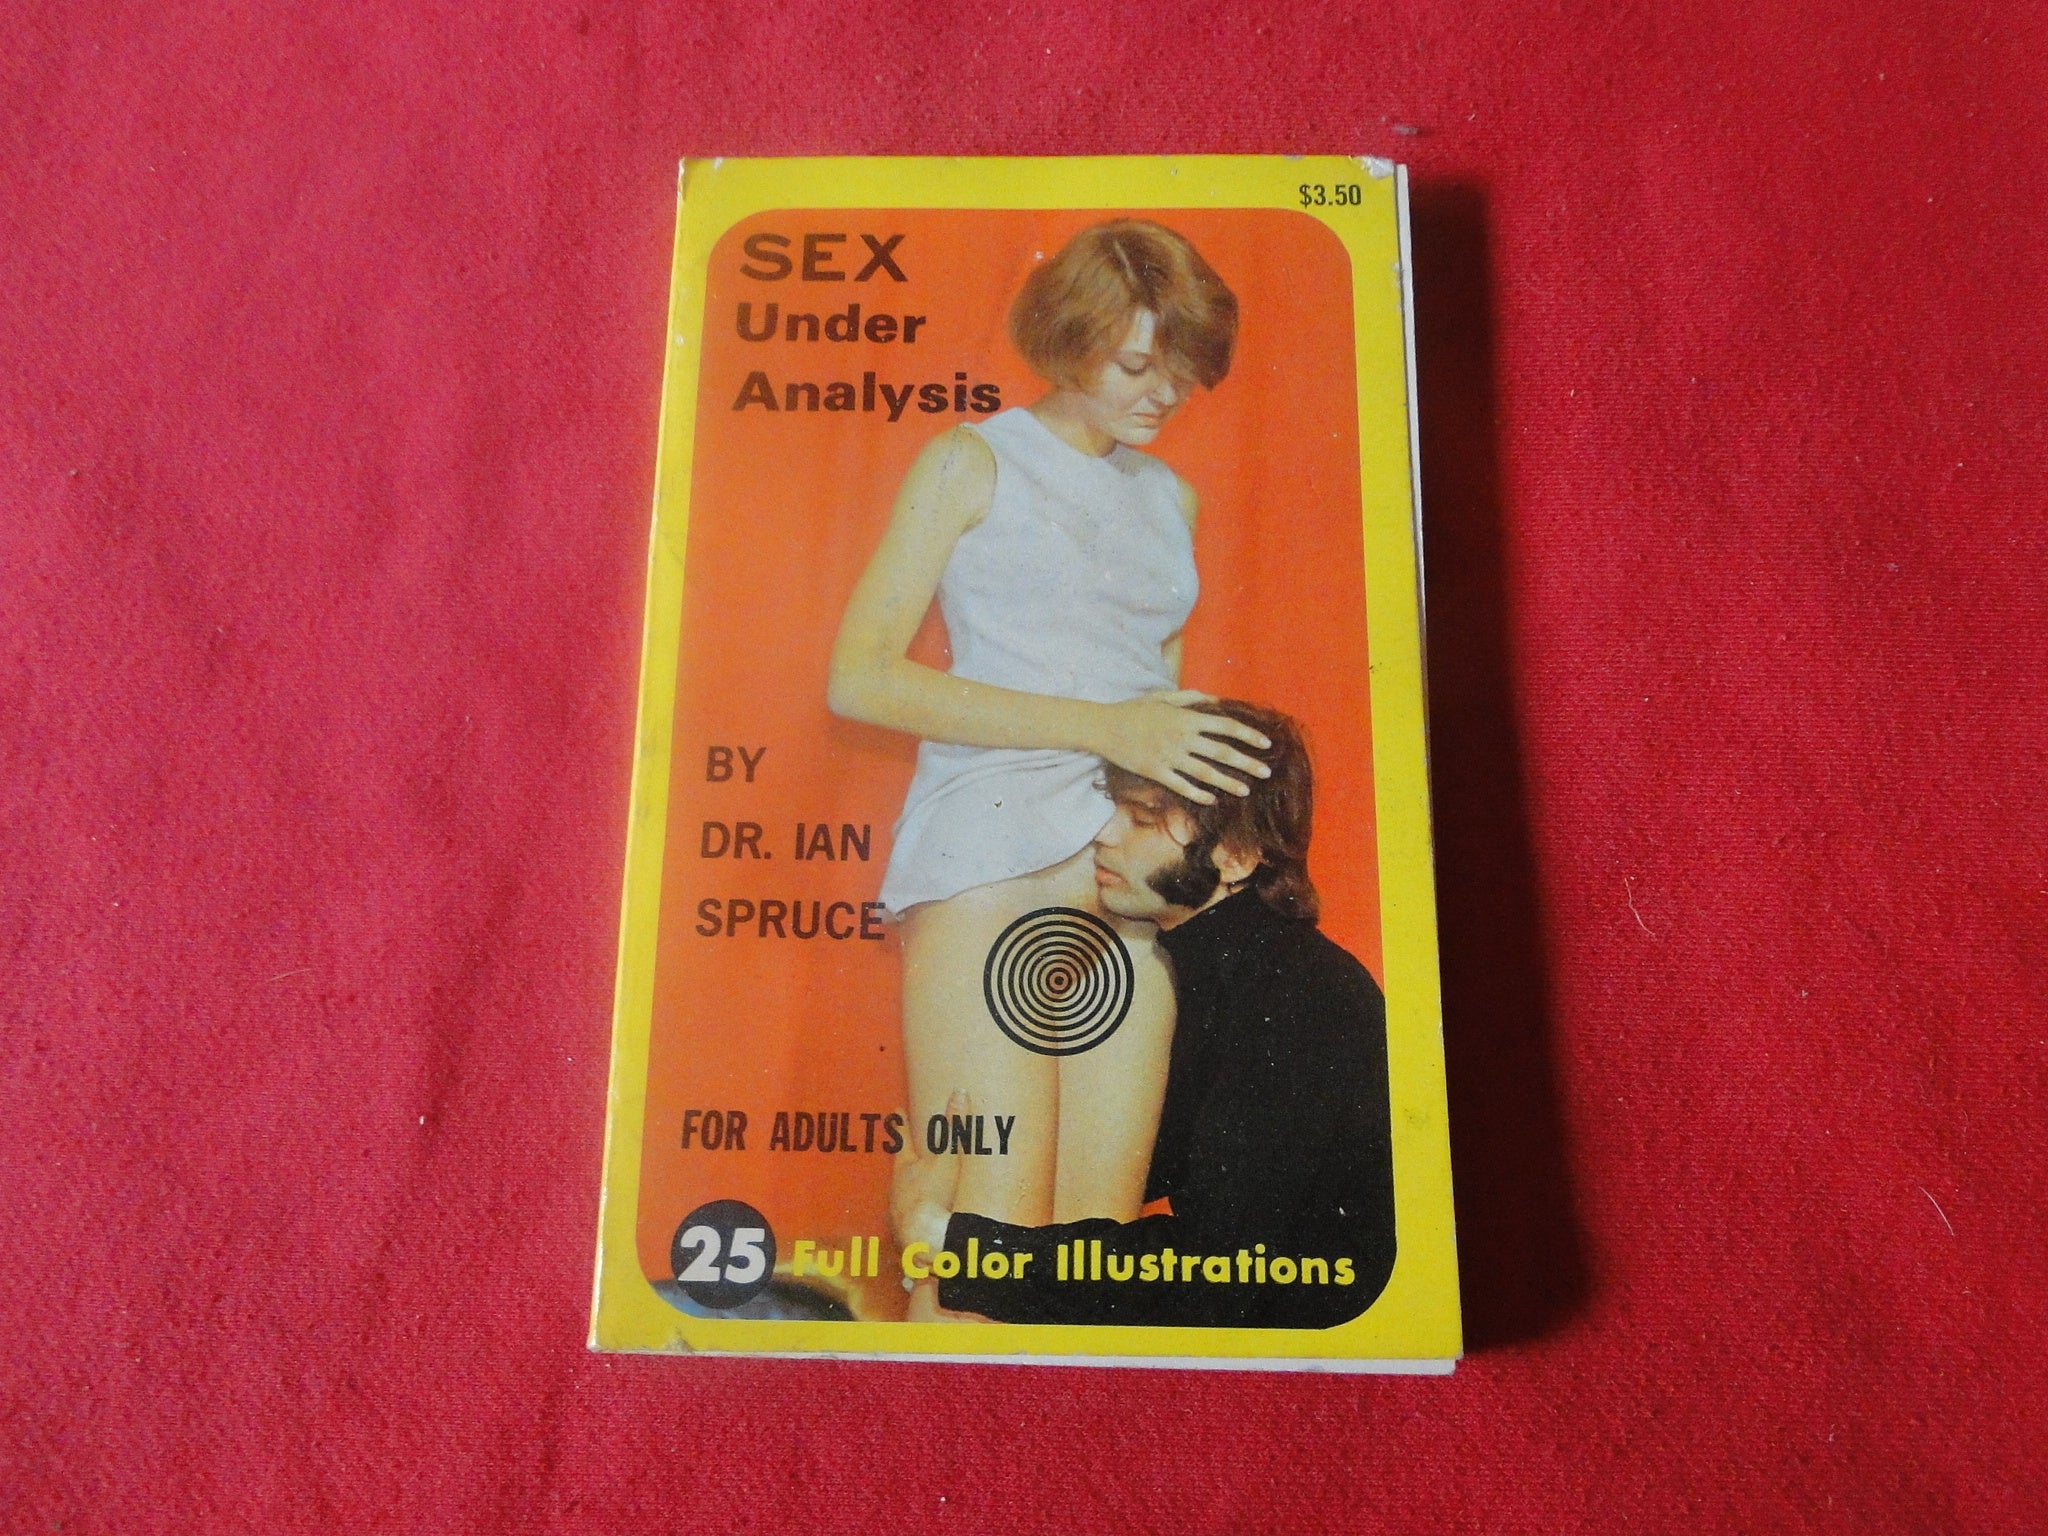 $3.50
SEX
Under
Analysis
BY
DR. IAN
SPRUCE
FOR ADULTS ONLY
25 Full Color Illustrations